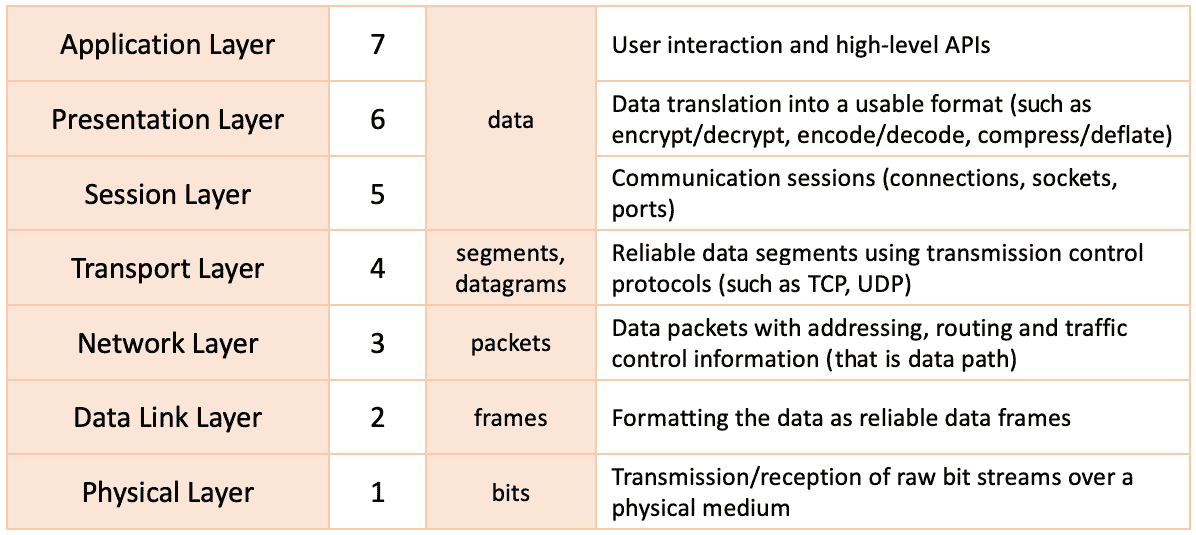 Application Layer 7 User interaction and high-level APIs
Presentation Layer 6 data Data translation into a usable format (such as
encrypt/decrypt, encode/decode, compress/deflate)
Session Layer 5 Communication sessions (connections, sockets,
ports)
Transport Layer 4 segments,
datagrams
Reliable data segments using transmission control
protocols (such as TCP, UDP)
Network Layer 3 packets Data packets with addressing, routing and traffic
control information (that is data path)
Data Link Layer 2 frames Formatting the data as reliable data frames
Physical Layer 1 bits Transmission/reception of raw bit streams over a
physical medium